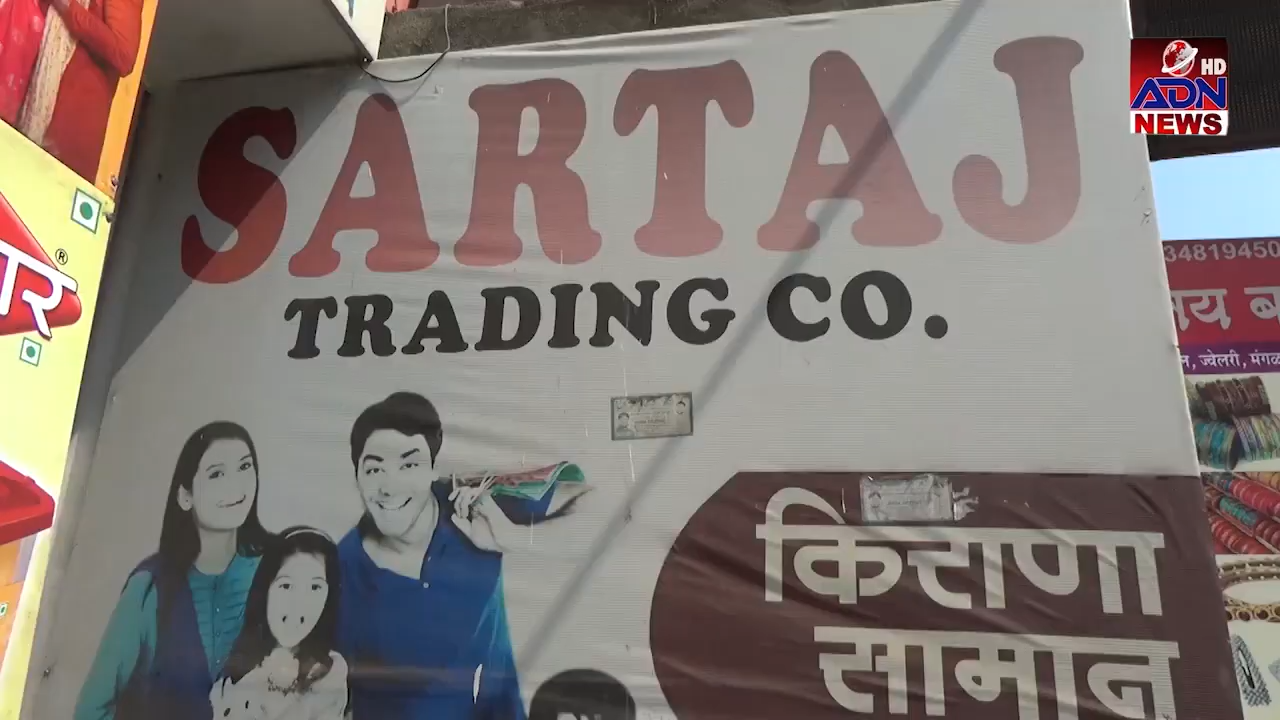 SARTAJ
TRADING CO.
किराणा
सामान
HD
ADN
NEWS
34819450
ज्वेलरी,